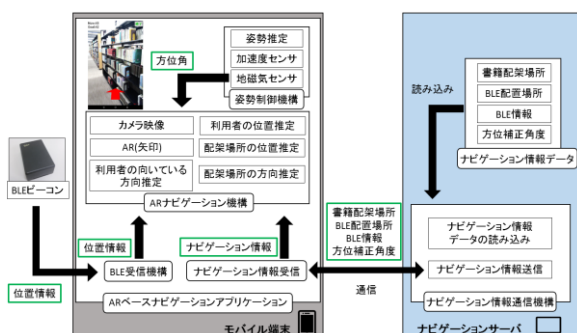 姿勢推定
加速度センサ
地磁気センサ
姿勢制御機構
方位角
カメラ映像
利用者の位置推定
AR(矢印)
配架場所の位置推定
利用者の向いている
方向推定
配架場所の方向推定
ARナビゲーション機構
BLEビーコン
位置情報
位置情報
ナビゲーション情報
BLE受信機構
ナビゲーション情報受信
ARベースナビゲーションアプリケーション
モバイル端末
書籍配架場所
BLE配置場所
BLE情報
方位補正角度
通信
読み込み
書籍配架場所
BLE配置場所
BLE情報
方位補正角度
ナビゲーション情報データ
ナビゲーション情報
データの読み込み
ナビゲーション情報送信
ナビゲーション情報通信機構
ナビゲーションサーバ